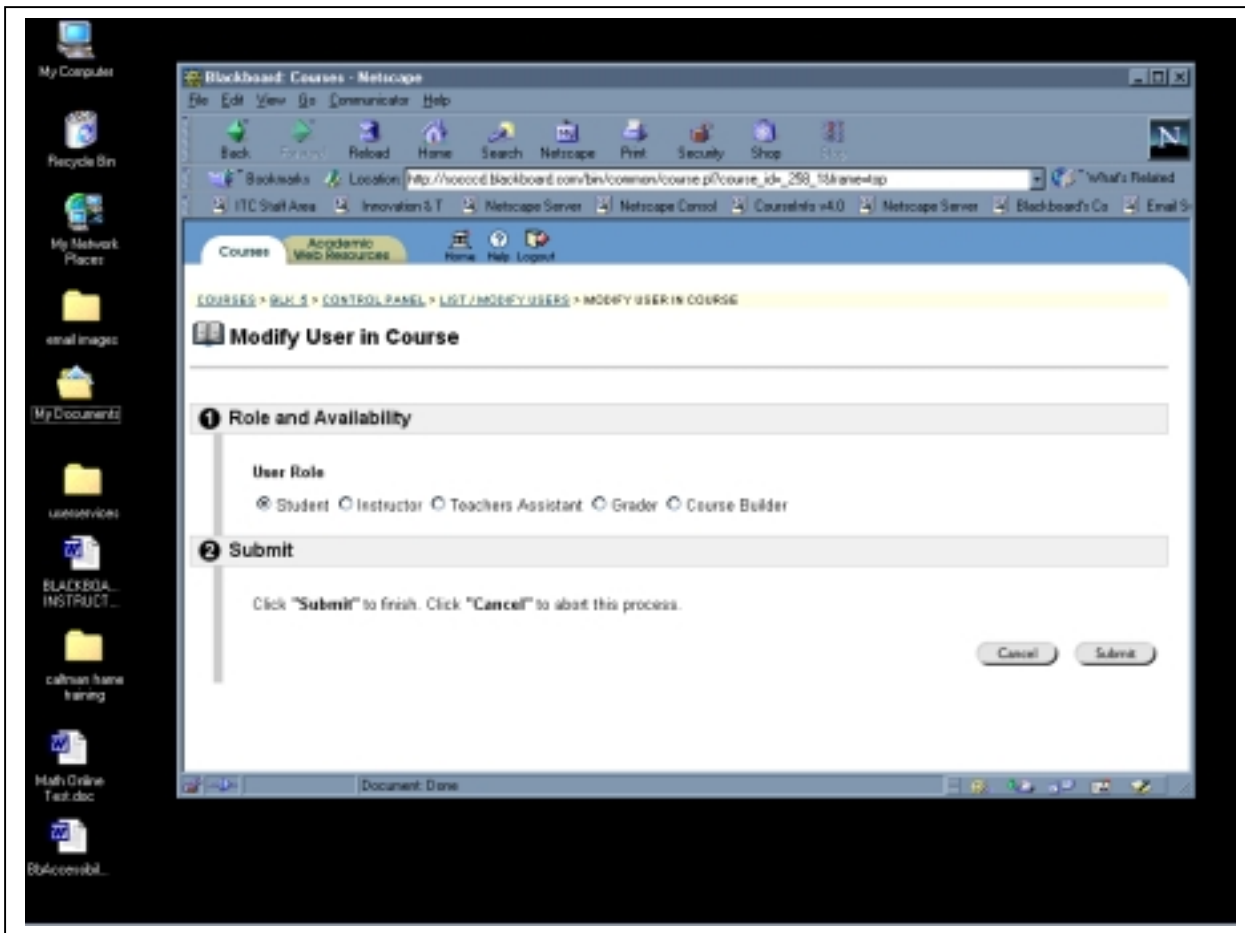 My Computer
Recycle Bin
My Network
Places
email images
My Documents
userservices
BLACKBOA...
INSTRUCT...
training
Math Online
Test.doc
BbAccessibil...
Blackboard: Courses - Netscape
File Edit View Go Communicator Help
Back Forward Reload Home Search Netscape Print Security Shop Stop
N
Bookmarks Location: What's Related
ITC Staff Area Innovation & T Netscape Server Netscape Consol CourseInfo v4.0 Netscape Server Blackboard's Co Email S
Courses Academic
Web Resources Home Help Logout
COURSES > BLK_5 > CONTROL PANEL > LIST / MODIFY USERS > MODIFY USER IN COURSE
Modify User in Course
1 Role and Availability
User Role
Student Instructor Teachers Assistant Grader Course Builder
2 Submit
Click "Submit" to finish. Click "Cancel" to abort this process.
Cancel Submit
Document: Done